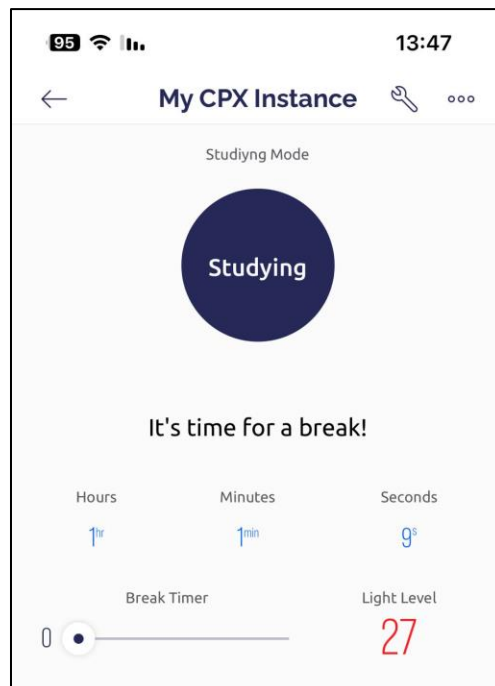 95 13:47
My CPX Instance
Studiyng Mode
Studying
It's time for a break!
Hours Minutes Seconds
1hr 1min 9s
Break Timer Light Level
0 27